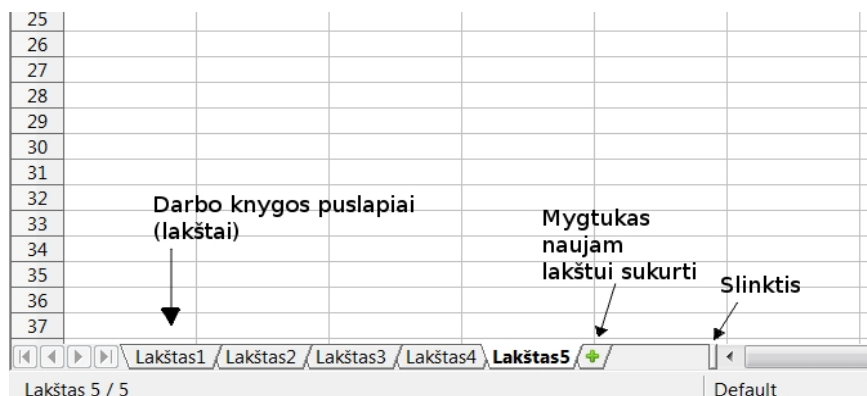 25
26
27
28
29
30
31
32
33
34
35
36
37
Darbo knygos puslapiai
(lakštai)
Mygtukas
naujam
lakštui sukurti
Slinktis
Lakštas1 Lakštas2 Lakštas3 Lakštas4 Lakštas5
Lakštas 5 / 5 Default